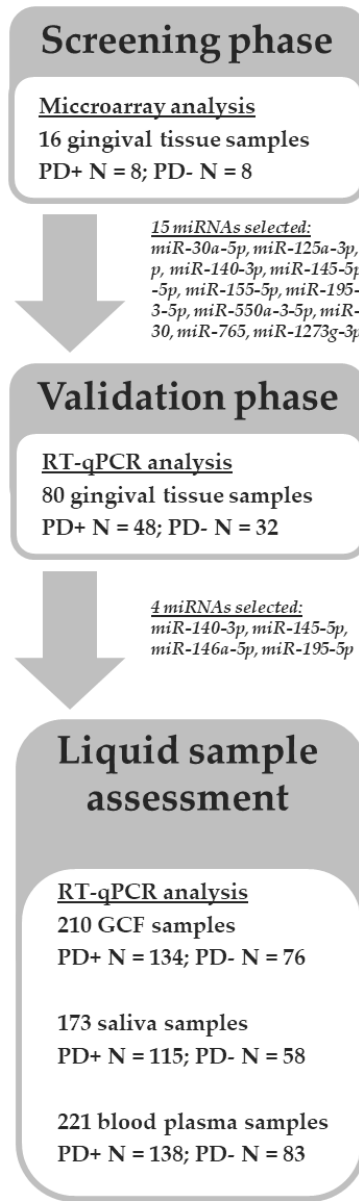 Screening phase
Miccroarray analysis
16 gingival tissue samples
PD+ N = 8; PD- N = 8
15 miRNAs selected:
miR-30a-5p, miR-125a-3p,
p, miR-140-3p, miR-145-5p
-5p, miR-155-5p, miR-195-
3-5p, miR-550a-3-5p, miR-
30, miR-765, miR-1273g-3p
Validation phase
RT-qPCR analysis
80 gingival tissue samples
PD+ N = 48; PD- N = 32
4 miRNAs selected:
miR-140-3p, miR-145-5p,
miR-146a-5p, miR-195-5p
Liquid sample
assessment
RT-qPCR analysis
210 GCF samples
PD+ N = 134; PD- N = 76
173 saliva samples
PD+ N = 115; PD- N = 58
221 blood plasma samples
PD+ N = 138; PD- N = 83